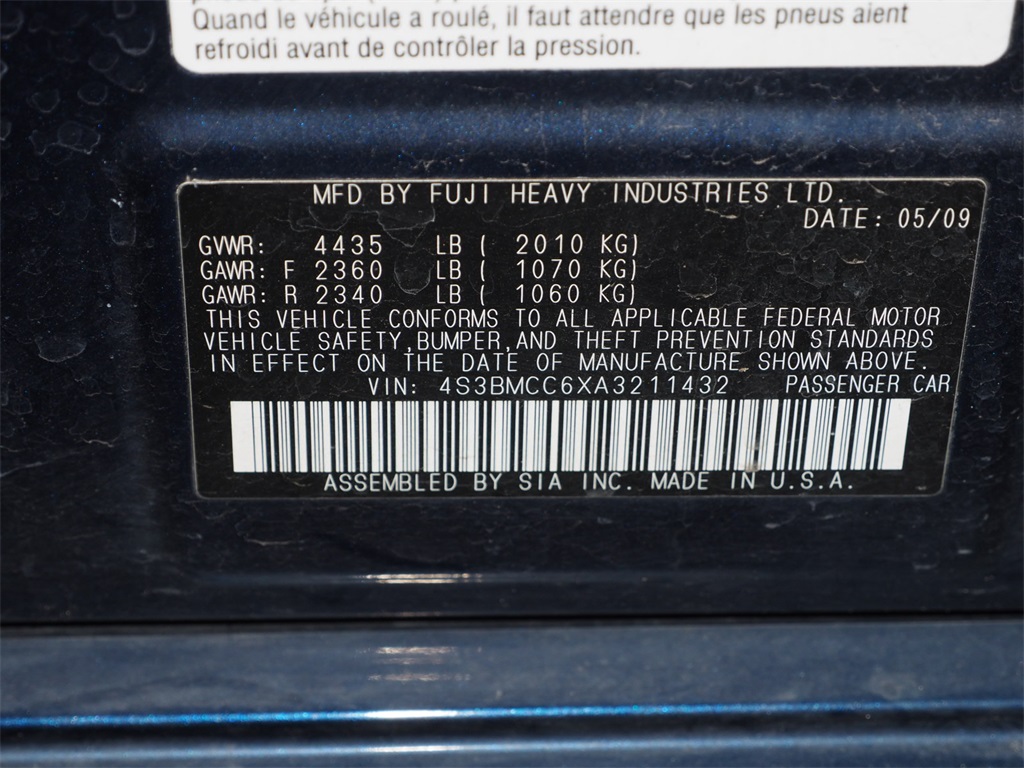 Quand le véhicule a roulé, il faut attendre que les pneus aient
refroidi avant de contrôler la pression.
MFD BY FUJI HEAVY INDUSTRIES LTD.
DATE: 05/09
GVWR: 4435 LB ( 2010 KG)
GAWR: F 2360 LB ( 1070 KG)
GAWR: R 2340 LB ( 1060 KG)
THIS VEHICLE CONFORMS TO ALL APPLICABLE FEDERAL MOTOR
VEHICLE SAFETY, BUMPER, AND THEFT PREVENTION STANDARDS
IN EFFECT ON THE DATE OF MANUFACTURE SHOWN ABOVE.
VIN: 4S3BMCC6XA3211432 PASSENGER CAR
ASSEMBLED BY SIA INC. MADE IN U.S.A.